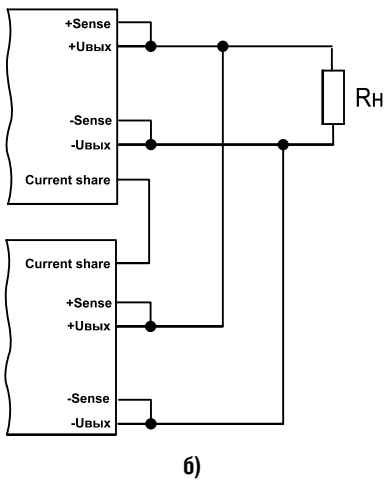 +Sense
+Uвых
-Sense
-Uвых
Current share
Rн
Current share
+Sense
+Uвых
-Sense
-Uвых
б)